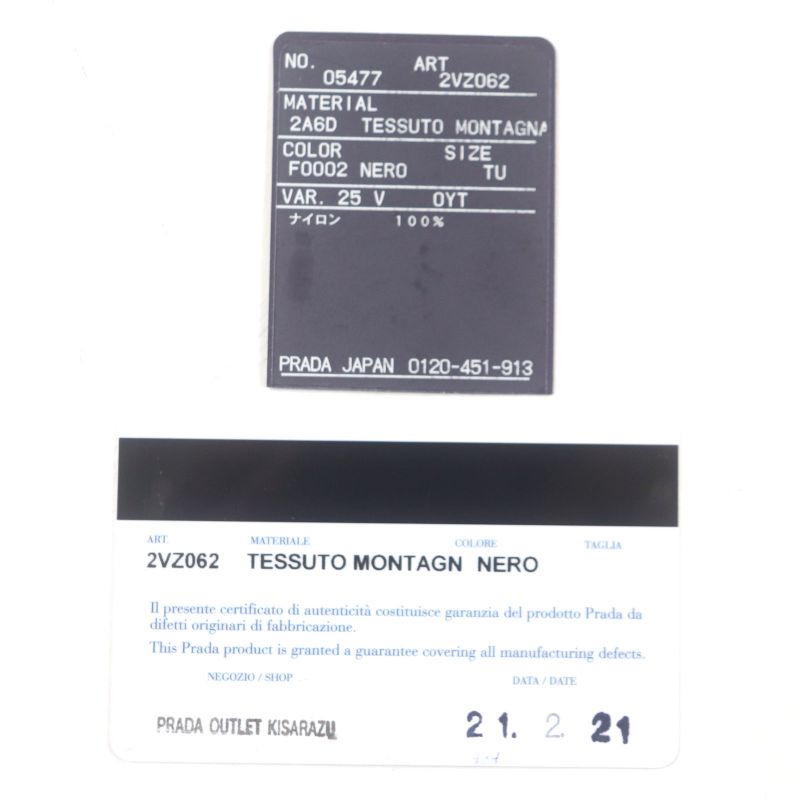 NO. ART
05477 2VZ062
MATERIAL
2A6D TESSUTO MONTAGNA
COLOR SIZE
F0002 NERO TU
VAR. 25 V OYT
ナイロン 100%
PRADA JAPAN 0120-451-913
ART. MATERIALE COLORE TAGLIA
2VZ062 TESSUTO MONTAGN NERO
Il presente certificato di autenticità costituisce garanzia del prodotto Prada da
difetti originari di fabbricazione.
This Prada product is granted a guarantee covering all manufacturing defects.
NEGOZIO / SHOP DATA / DATE
PRADA OUTLET KISARAZU 21. 2. 21